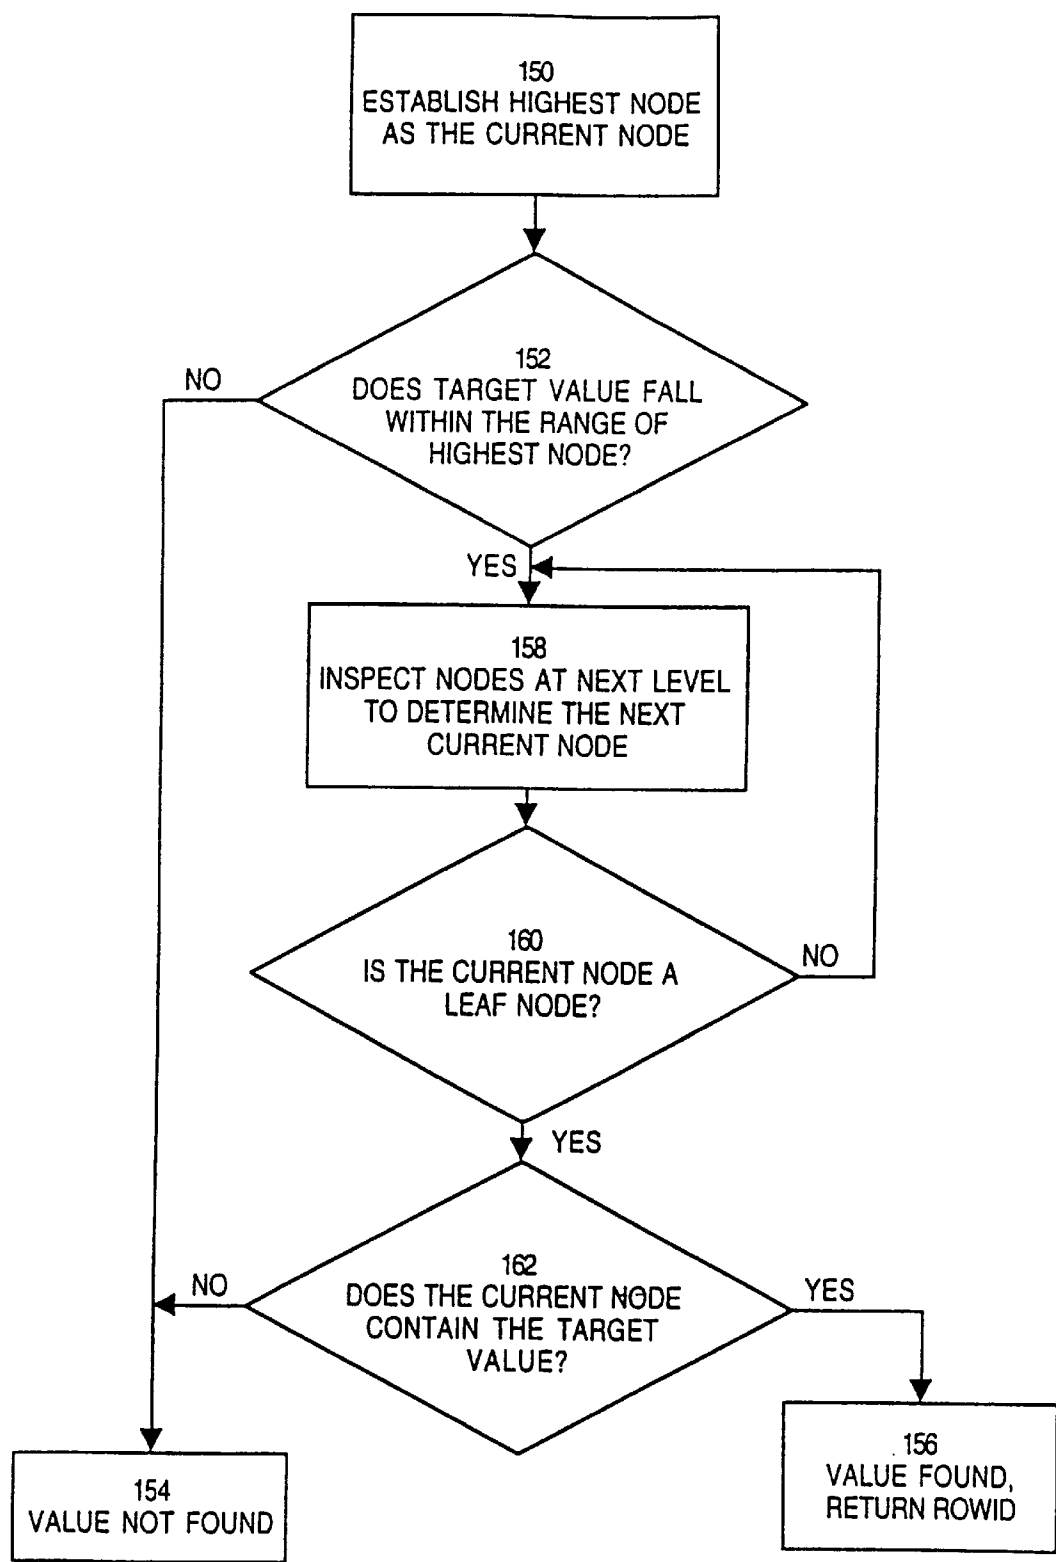 150
ESTABLISH HIGHEST NODE
AS THE CURRENT NODE
152
DOES TARGET VALUE FALL
WITHIN THE RANGE OF
HIGHEST NODE?
NO
YES
158
INSPECT NODES AT NEXT LEVEL
TO DETERMINE THE NEXT
CURRENT NODE
160
IS THE CURRENT NODE A
LEAF NODE?
NO
YES
162
DOES THE CURRENT NODE
CONTAIN THE TARGET
VALUE?
NO
YES
154
VALUE NOT FOUND
156
VALUE FOUND,
RETURN ROWID